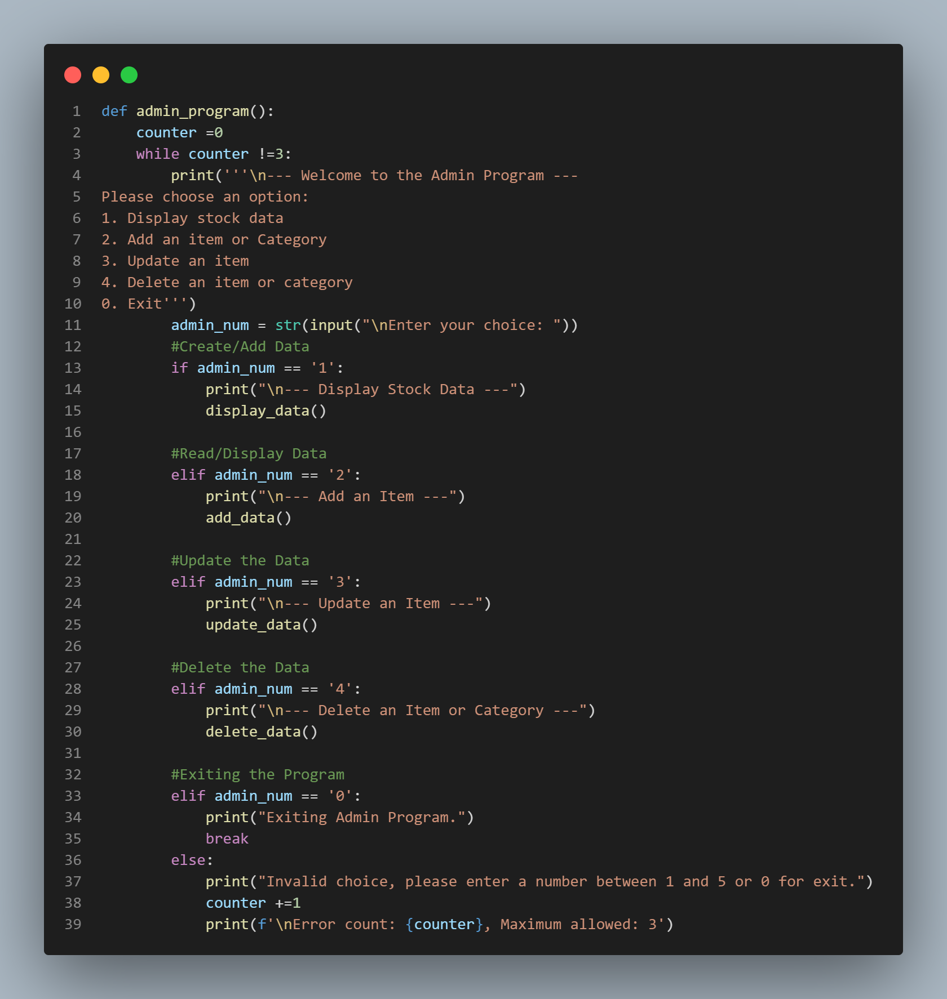 1 def admin_program():
2     counter =0
3     while counter !=3:
4         print('''\n--- Welcome to the Admin Program ---
5 Please choose an option:
6 1. Display stock data
7 2. Add an item or Category
8 3. Update an item
9 4. Delete an item or category
10 0. Exit''')
11         admin_num = str(input("\nEnter your choice: "))
12         #Create/Add Data
13         if admin_num == '1':
14             print("\n--- Display Stock Data ---")
15             display_data()
16
17         #Read/Display Data
18         elif admin_num == '2':
19             print("\n--- Add an Item ---")
20             add_data()
21
22         #Update the Data
23         elif admin_num == '3':
24             print("\n--- Update an Item ---")
25             update_data()
26
27         #Delete the Data
28         elif admin_num == '4':
29             print("\n--- Delete an Item or Category ---")
30             delete_data()
31
32         #Exiting the Program
33         elif admin_num == '0':
34             print("Exiting Admin Program.")
35             break
36         else:
37             print("Invalid choice, please enter a number between 1 and 5 or 0 for exit.")
38             counter +=1
39             print(f'\nError count: {counter}, Maximum allowed: 3')